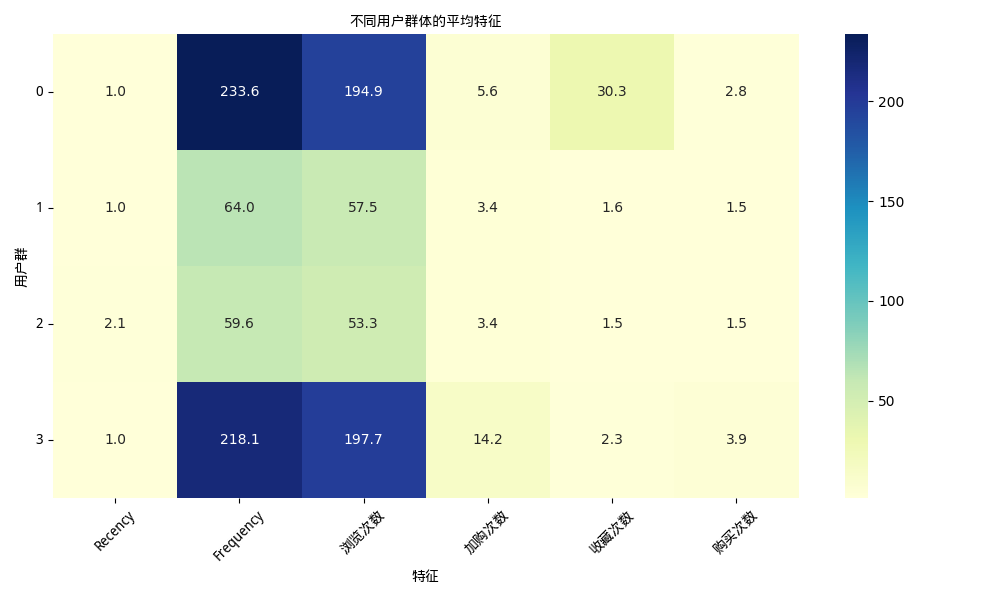 不同用户群体的平均特征
用户群
0 1.0 233.6 194.9 5.6 30.3 2.8
1 1.0 64.0 57.5 3.4 1.6 1.5
2 2.1 59.6 53.3 3.4 1.5 1.5
3 1.0 218.1 197.7 14.2 2.3 3.9
Recency Frequency 浏览次数 加购次数 收藏次数 购买次数
特征
200
150
100
50